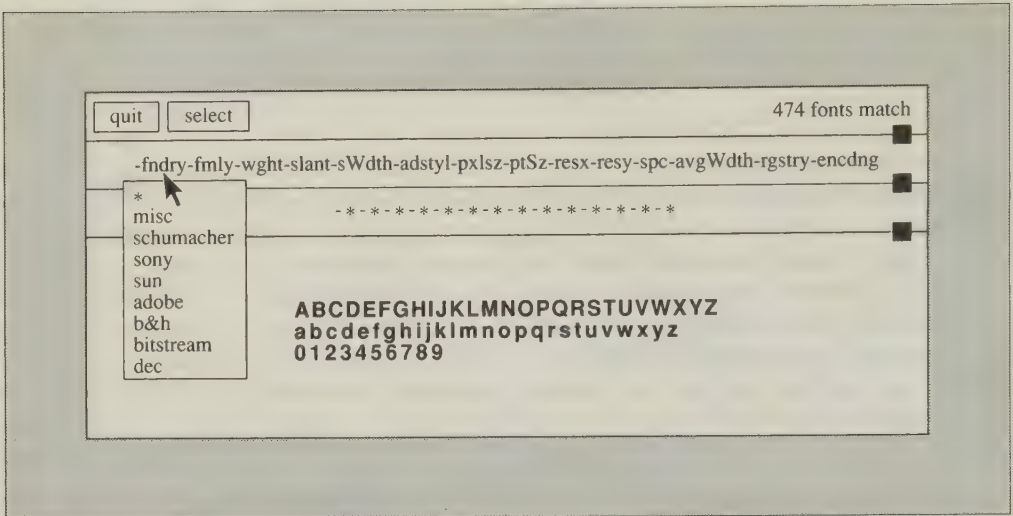 quit select 474 fonts match
-fndry-fmly-wght-slant-sWdth-adstyl-pxlsz-ptSz-resx-resy-spc-avgWdth-rgstry-encdng
*
-*-*-*-*-*-*-*-*-*-*-*-*-*-*
misc
schumacher
sony
sun
adobe
b&h
bitstream
dec
ABCDEFGHIJKLMNOPQRSTUVWXYZ
abcdefghijklmnopqrstuvwxyz
0123456789